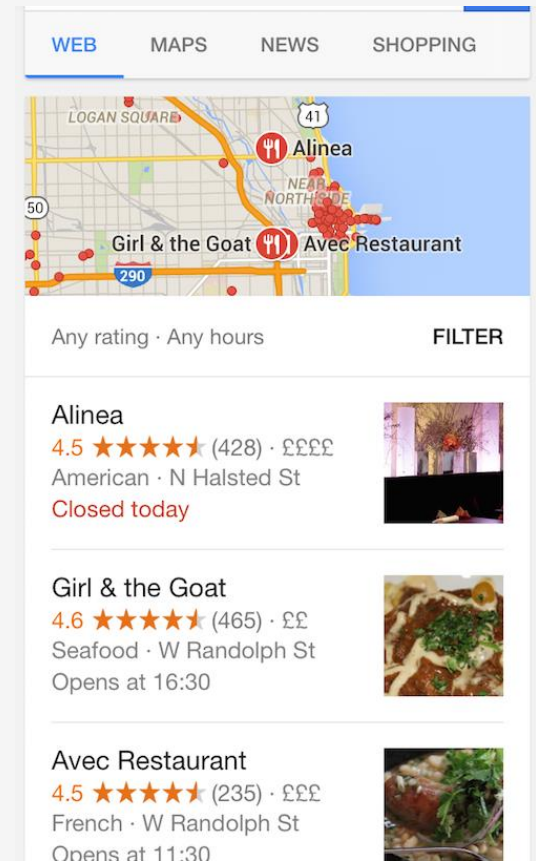 WEB MAPS NEWS SHOPPING
LOGAN SQUARE
41
Alinea
NEAR
NORTH SIDE
50
Girl & the Goat
Avec Restaurant
290
Any rating · Any hours
FILTER
Alinea
4.5 ★★★★★ (428) · ££££
American · N Halsted St
Closed today
Girl & the Goat
4.6 ★★★★★ (465) · ££
Seafood · W Randolph St
Opens at 16:30
Avec Restaurant
4.5 ★★★★★ (235) · £££
French · W Randolph St
Opens at 11:30